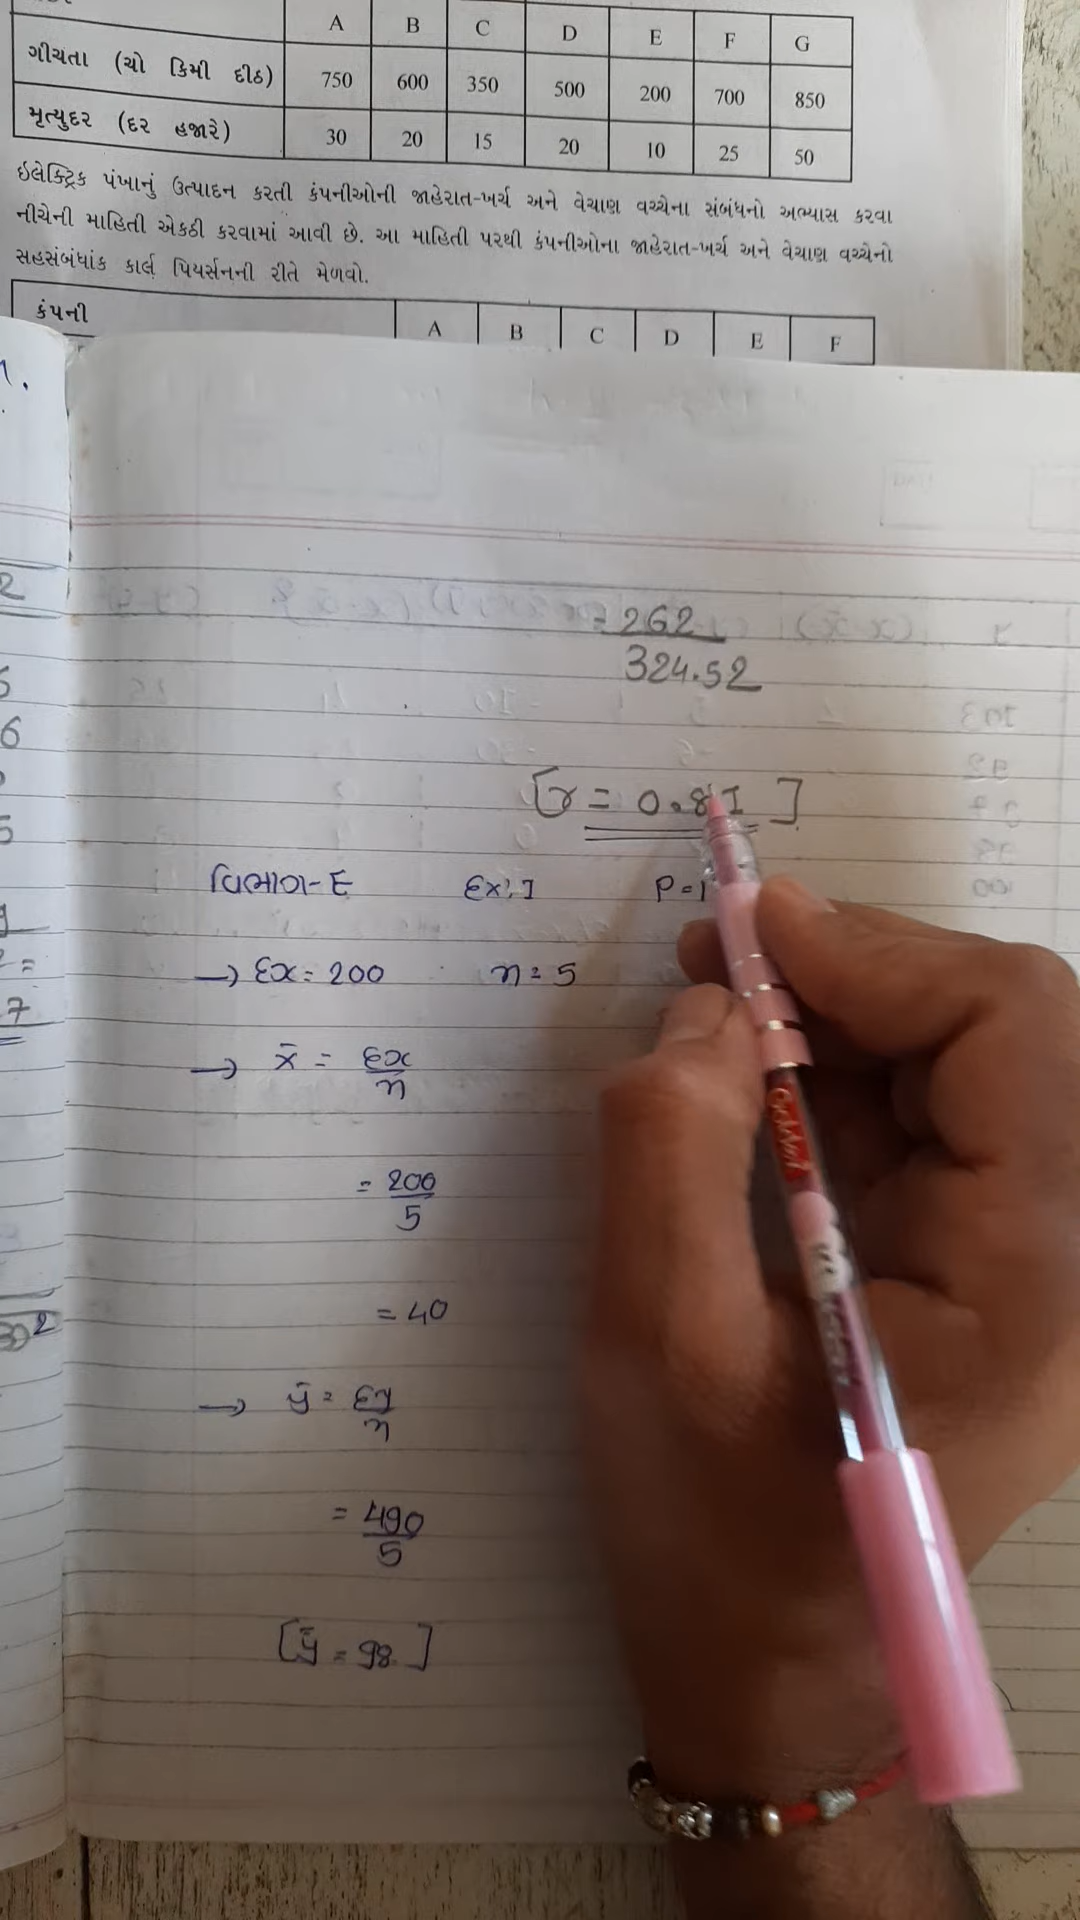 A B C D E F G
ગીચતા (ચો કિમી દીઠ) 750 600 350 500 200 700 850
મૃત્યુદર (દર હજારે) 30 20 15 20 10 25 50
ઇલેક્ટ્રિક પંખાનું ઉત્પાદન કરતી કંપનીઓની જાહેરાત-ખર્ચ અને વેચાણ વચ્ચેના સંબંધનો અભ્યાસ કરવા
નીચેની માહિતી એકઠી કરવામાં આવી છે. આ માહિતી પરથી કંપનીઓના જાહેરાત-ખર્ચ અને વેચાણ વચ્ચેનો
સહસંબંધાંક કાર્લ પિયર્સનની રીતે મેળવો.
કંપની A B C D E F
= 262
324.52
[r = 0.81]
વિભાગ-E Ex:1 P=1
→ Σx = 200 n = 5
→ x̄ = Σx
n
= 200
5
= 40
→ ȳ = Σy
n
= 490
5
[ȳ = 98]